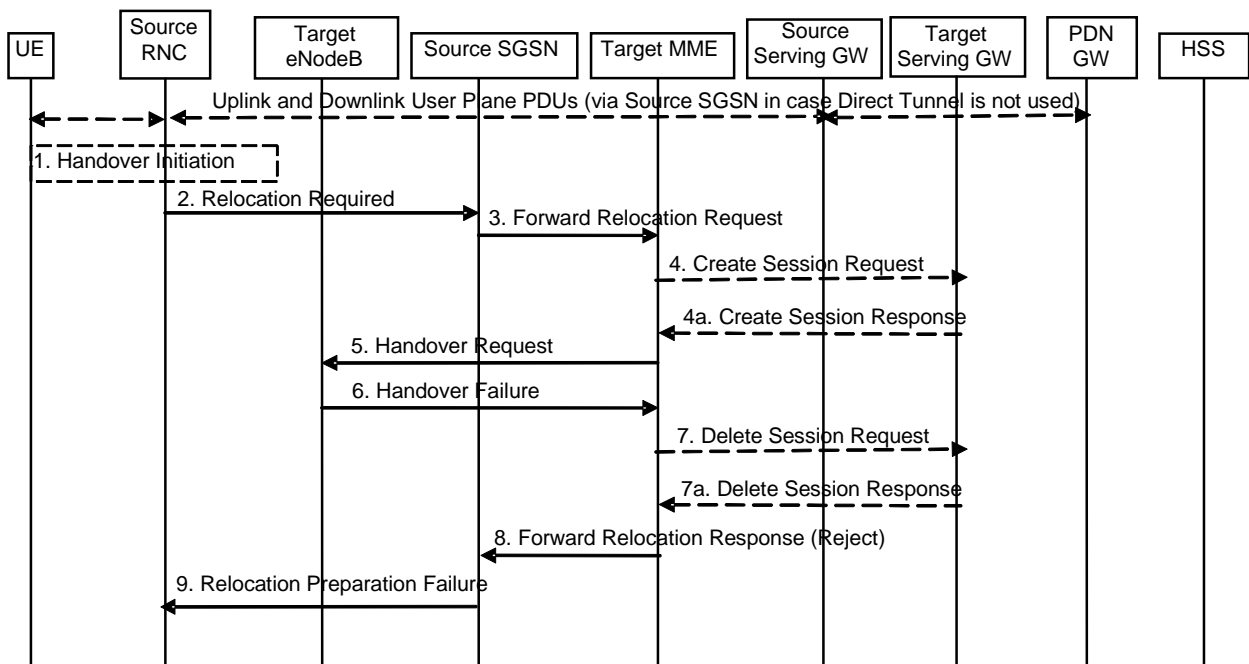 UE
Source
RNC
Target
eNodeB
Source SGSN
Target MME
Source
Serving GW
Target
Serving GW
PDN
GW
HSS
Uplink and Downlink User Plane PDUs (via Source SGSN in case Direct Tunnel is not used)
1. Handover Initiation
2. Relocation Required
3. Forward Relocation Request
4. Create Session Request
4a. Create Session Response
5. Handover Request
6. Handover Failure
7. Delete Session Request
7a. Delete Session Response
8. Forward Relocation Response (Reject)
9. Relocation Preparation Failure